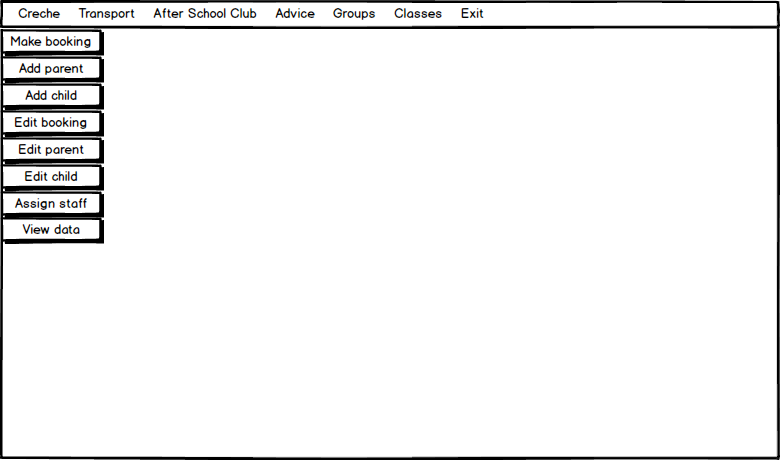 Creche Transport After School Club Advice Groups Classes Exit
Make booking
Add parent
Add child
Edit booking
Edit parent
Edit child
Assign staff
View data